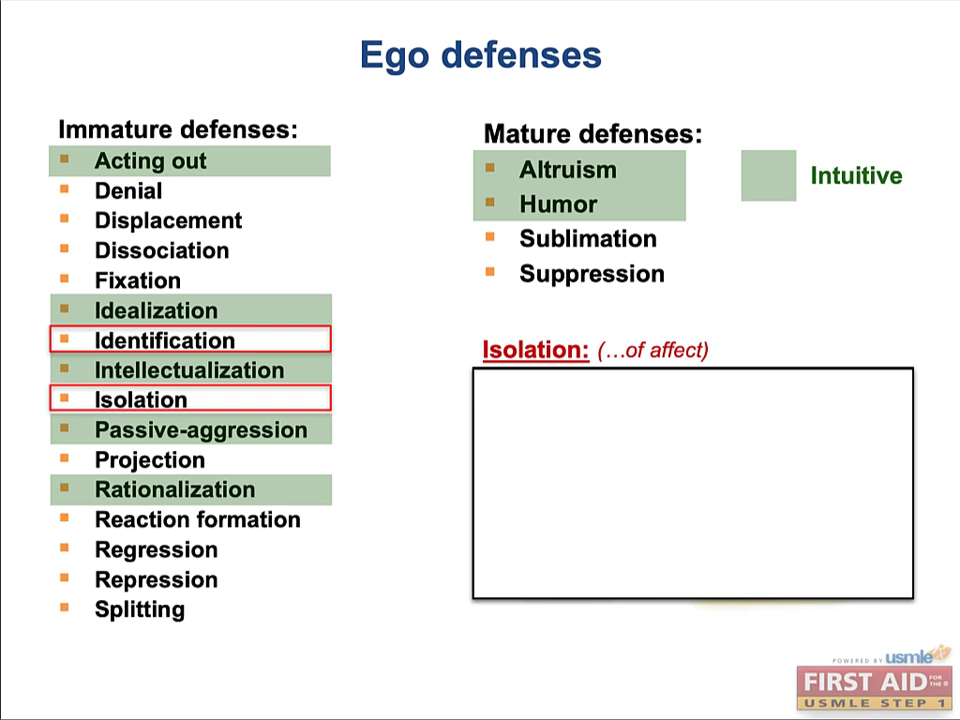 Ego defenses
Immature defenses:
Acting out
Denial
Displacement
Dissociation
Fixation
Idealization
Identification
Intellectualization
Isolation
Passive-aggression
Projection
Rationalization
Reaction formation
Regression
Repression
Splitting
Mature defenses:
Altruism
Humor
Sublimation
Suppression
Intuitive
Isolation: (…of affect)
POWERED BY usmle
FIRST AID FOR THE ®
USMLE STEP 1